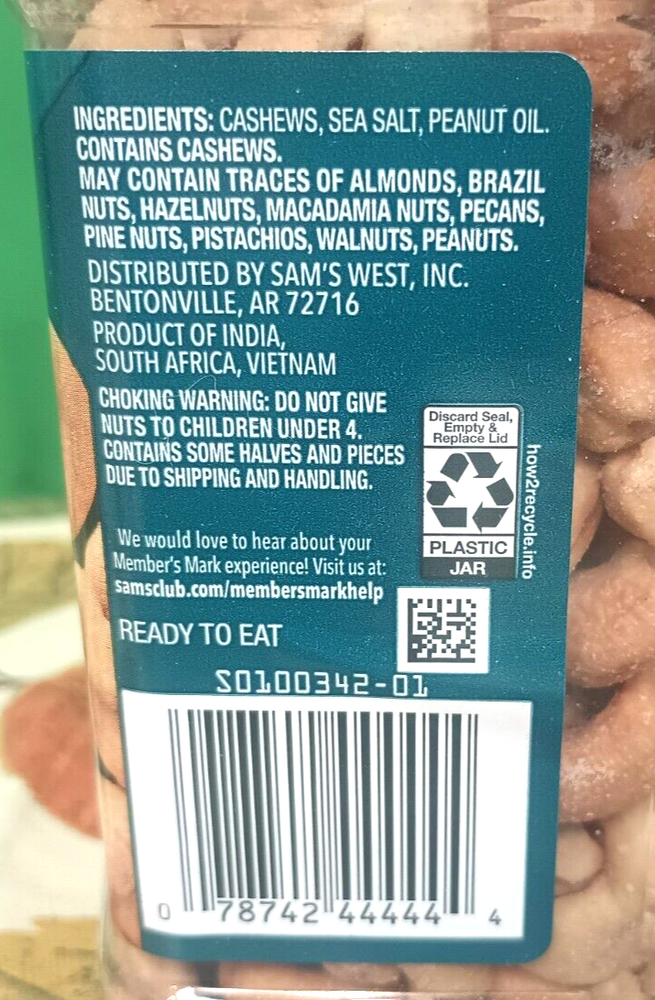 INGREDIENTS: CASHEWS, SEA SALT, PEANUT OIL.
CONTAINS CASHEWS.
MAY CONTAIN TRACES OF ALMONDS, BRAZIL
NUTS, HAZELNUTS, MACADAMIA NUTS, PECANS,
PINE NUTS, PISTACHIOS, WALNUTS, PEANUTS.
DISTRIBUTED BY SAM'S WEST, INC.
BENTONVILLE, AR 72716
PRODUCT OF INDIA,
SOUTH AFRICA, VIETNAM
CHOKING WARNING: DO NOT GIVE
NUTS TO CHILDREN UNDER 4.
CONTAINS SOME HALVES AND PIECES
DUE TO SHIPPING AND HANDLING.
Discard Seal,
Empty &
Replace Lid
PLASTIC
JAR
how2recycle.info
We would love to hear about your
Member's Mark experience! Visit us at:
samsclub.com/membersmarkhelp
READY TO EAT
S0100342-01
0 78742 44444 4